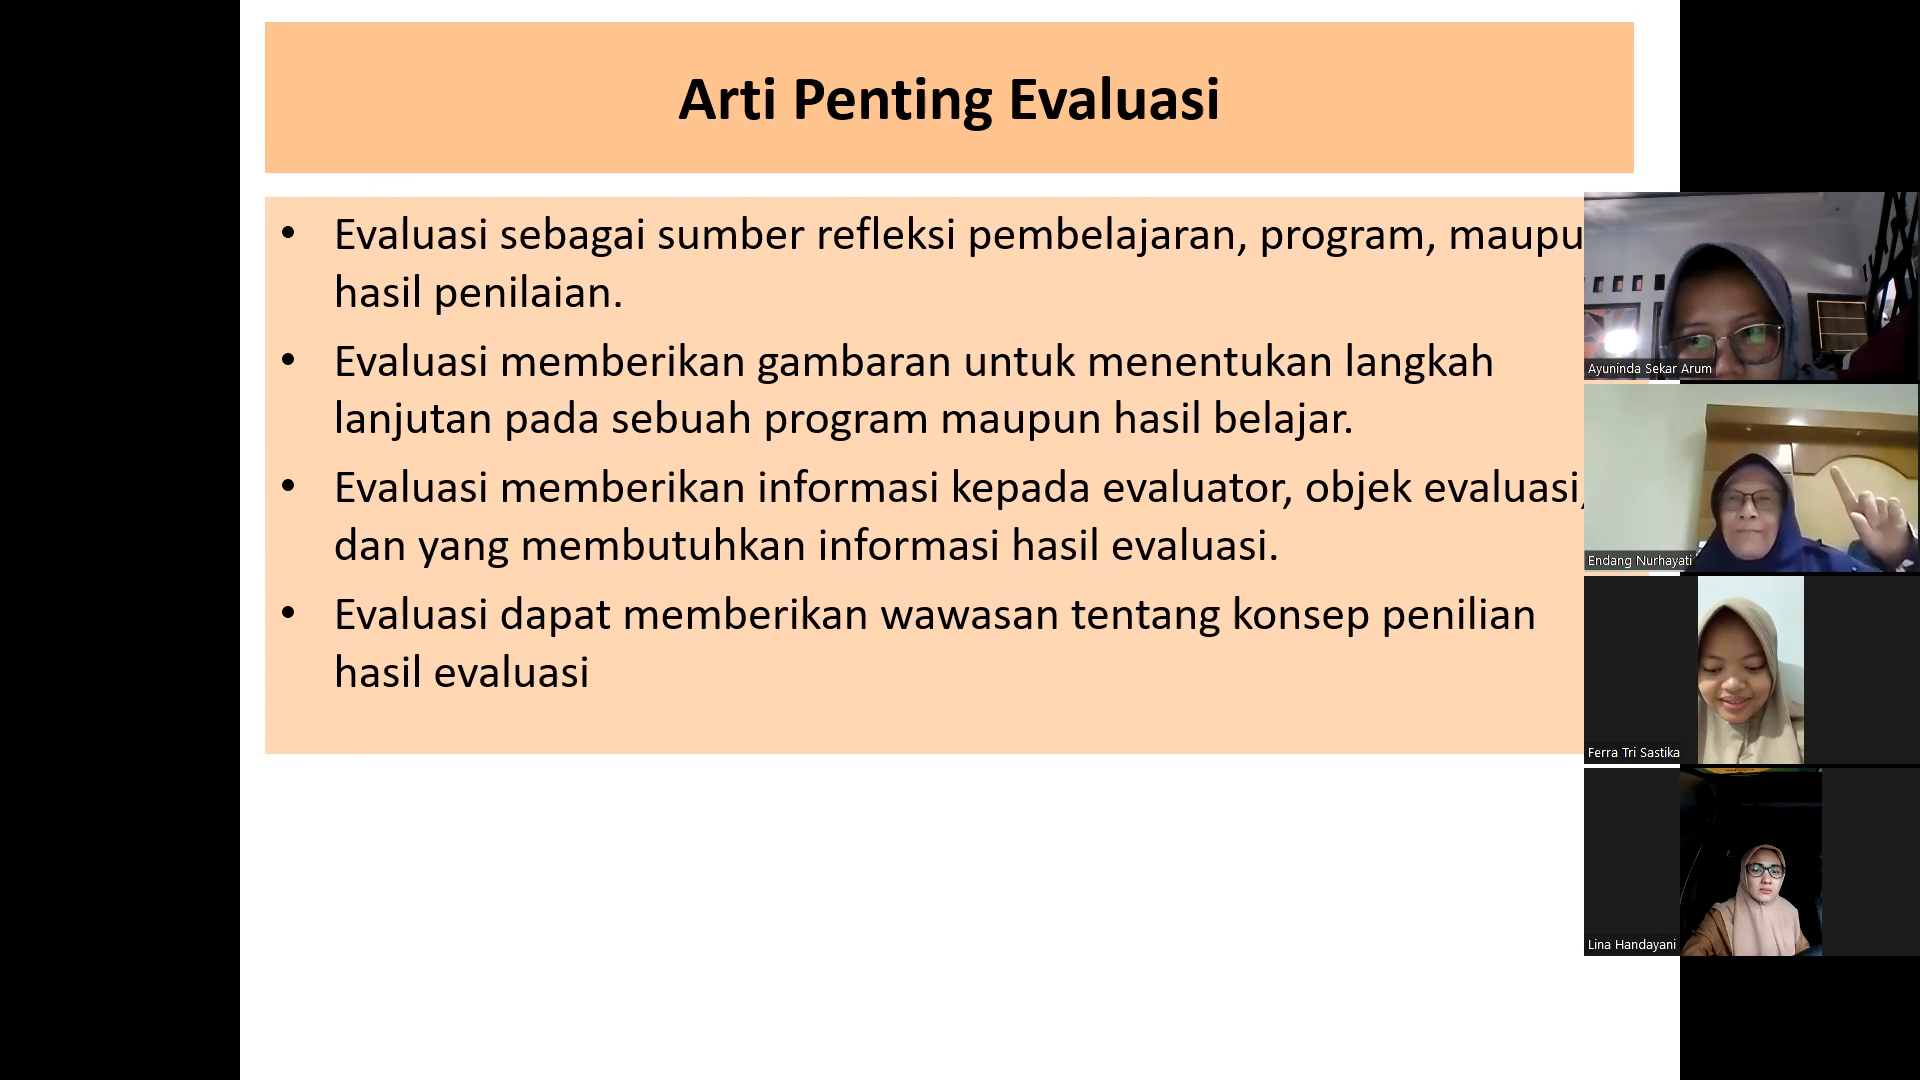 Arti Penting Evaluasi
• Evaluasi sebagai sumber refleksi pembelajaran, program, maupu
hasil penilaian.
• Evaluasi memberikan gambaran untuk menentukan langkah
lanjutan pada sebuah program maupun hasil belajar.
• Evaluasi memberikan informasi kepada evaluator, objek evaluasi,
dan yang membutuhkan informasi hasil evaluasi.
• Evaluasi dapat memberikan wawasan tentang konsep penilian
hasil evaluasi
Ayuninda Sekar Arum
Endang Nurhayati
Ferra Tri Sastika
Lina Handayani